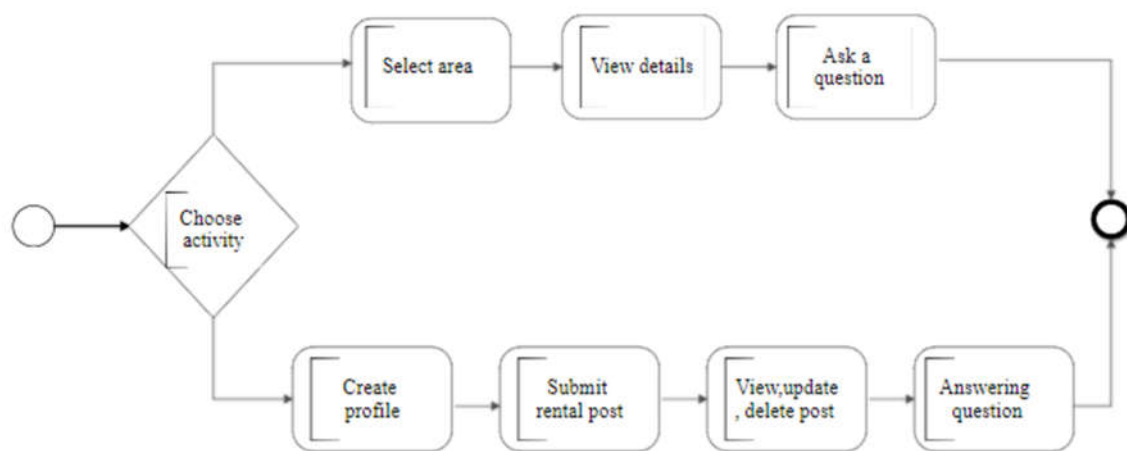 Select area
View details
Ask a
question
Choose
activity
Create
profile
Submit
rental post
View,update
, delete post
Answering
question